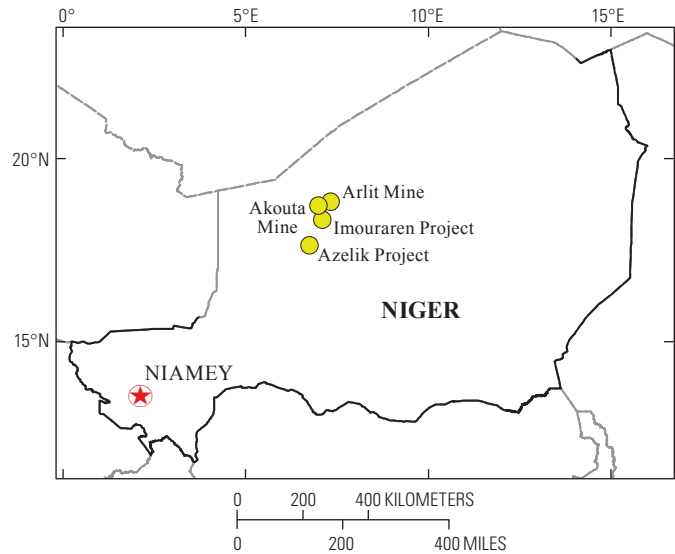 0° 5°E 10°E 15°E
20°N
15°N
Arlit Mine
Akouta
Mine
Imouraren Project
Azelik Project
NIGER
NIAMEY
0 200 400 KILOMETERS
0 200 400 MILES